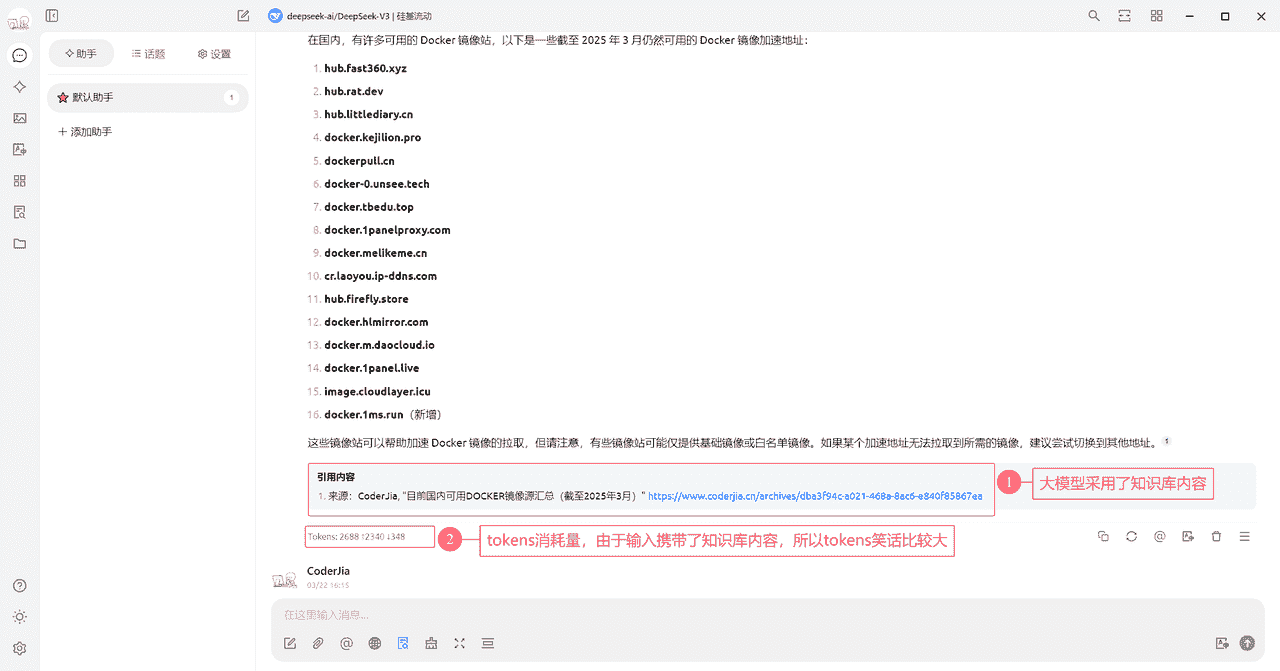 deepseek-ai/DeepSeek-V3 | 硅基流动
助手
话题
设置
默认助手
1
添加助手
在国内，有许多可用的 Docker 镜像站，以下是一些截至 2025 年 3 月仍然可用的 Docker 镜像加速地址：
1. hub.fast360.xyz
2. hub.rat.dev
3. hub.littlediary.cn
4. docker.kejilion.pro
5. dockerpull.cn
6. docker-0.unsee.tech
7. docker.tbedu.top
8. docker.1panelproxy.com
9. docker.melikeme.cn
10. cr.laoyou.ip-ddns.com
11. hub.firefly.store
12. docker.hlmirror.com
13. docker.m.daocloud.io
14. docker.1panel.live
15. image.cloudlayer.icu
16. docker.1ms.run（新增）
这些镜像站可以帮助加速 Docker 镜像的拉取，但请注意，有些镜像站可能仅提供基础镜像或白名单镜像。如果某个加速地址无法拉取到所需的镜像，建议尝试切换到其他地址。 1
引用内容
1. 来源：CoderJia, "目前国内可用DOCKER镜像源汇总（截至2025年3月）" https://www.coderjia.cn/archives/dba3f94c-a021-468a-8ac6-e840f85867ea
1 大模型采用了知识库内容
Tokens: 2688 ↑2340 ↓348
2 tokens消耗量，由于输入携带了知识库内容，所以tokens笑话比较大
CoderJia
03/22 16:15
在这里输入消息...